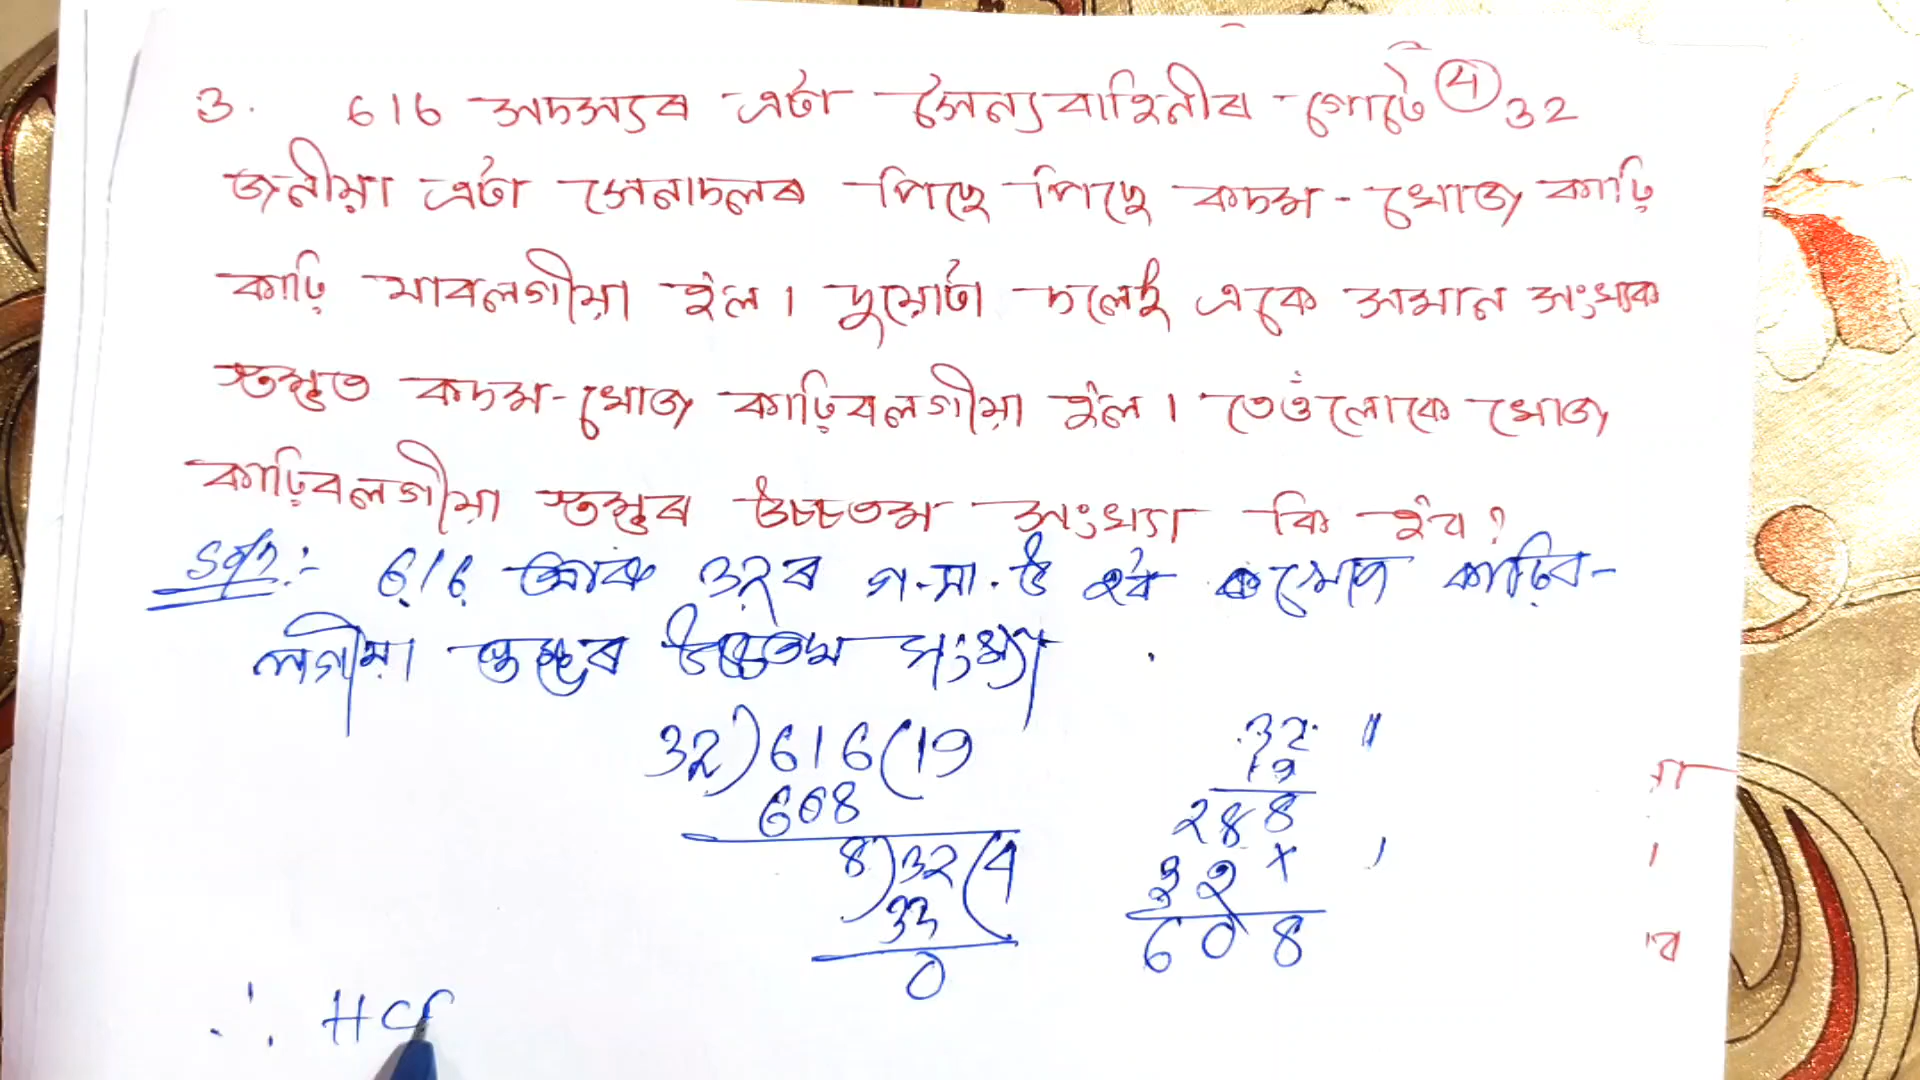 3. 616 সদস্যৰ এটা সৈন্যবাহিনীৰ গোটে 32
④
জনীয়া এটা সেনাদলৰ পিছে পিছে কদম-খোজ কাঢ়ি
কাঢ়ি যাবলগীয়া হ'ল। দুয়োটা দলেই একে সমান সংখ্যক
স্তম্ভত কদম-খোজ কাঢ়িবলগীয়া হ'ল। তেওঁলোকে খোজ
কাঢ়িবলগীয়া স্তম্ভৰ উচ্চতম সংখ্যা কি হ'ব?
Solⁿ:- 616 আৰু 32ৰ গ.সা.উ হ'ব খোজ কাঢ়িব-
লগীয়া স্তম্ভৰ উচ্চতম সংখ্যা
32)616(19
608
8)32(4
32
0
32
19
288
32 ×
608
∴ HCF